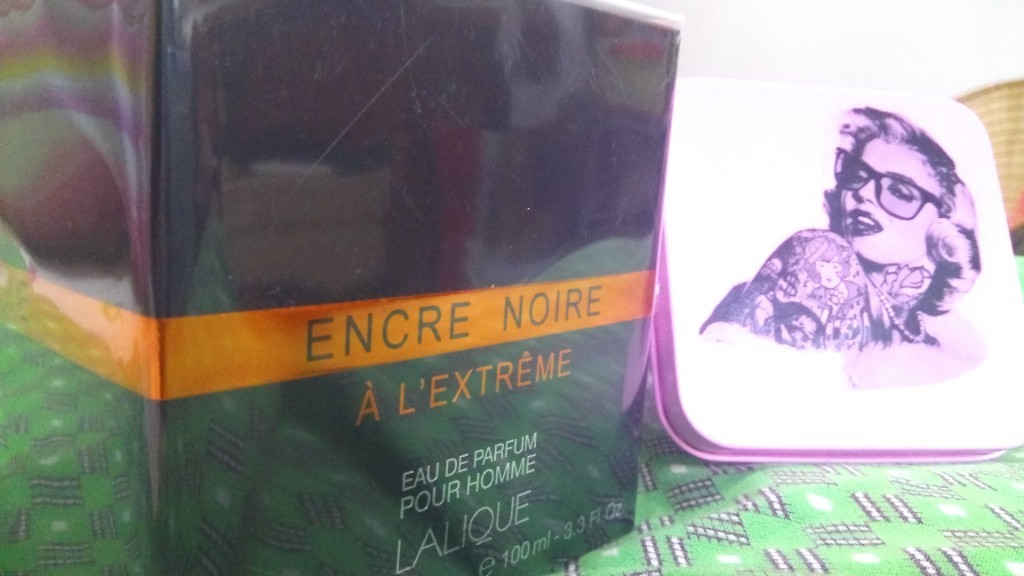 ENCRE NOIRE
À L'EXTRÊME
EAU DE PARFUM
POUR HOMME
LALIQUE
e 100 ml - 3.3 Fl. Oz